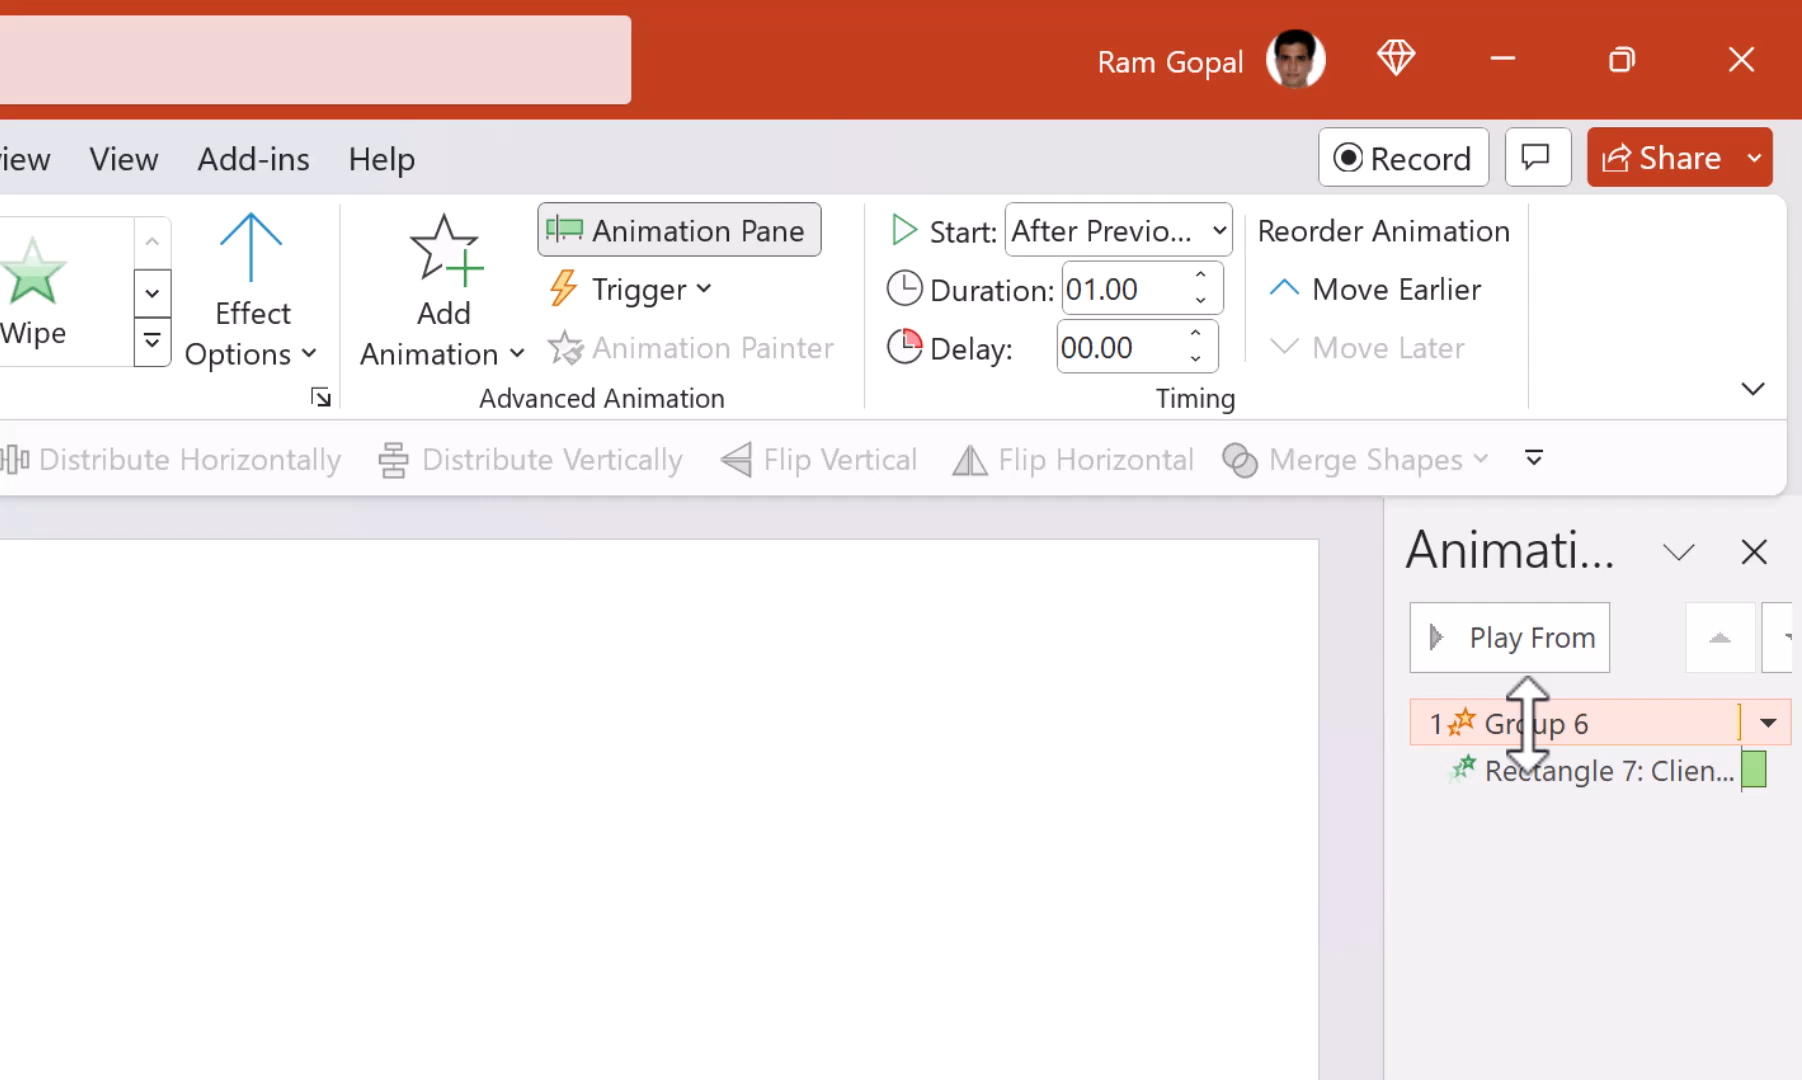 Ram Gopal
view View Add-ins Help Record Share
Wipe
Effect
Options
Add
Animation
Animation Pane
Trigger
Animation Painter
Advanced Animation
Start: After Previo...
Duration: 01.00
Delay: 00.00
Timing
Reorder Animation
Move Earlier
Move Later
Distribute Horizontally Distribute Vertically Flip Vertical Flip Horizontal Merge Shapes
Animati...
Play From
1 Group 6
Rectangle 7: Clien...